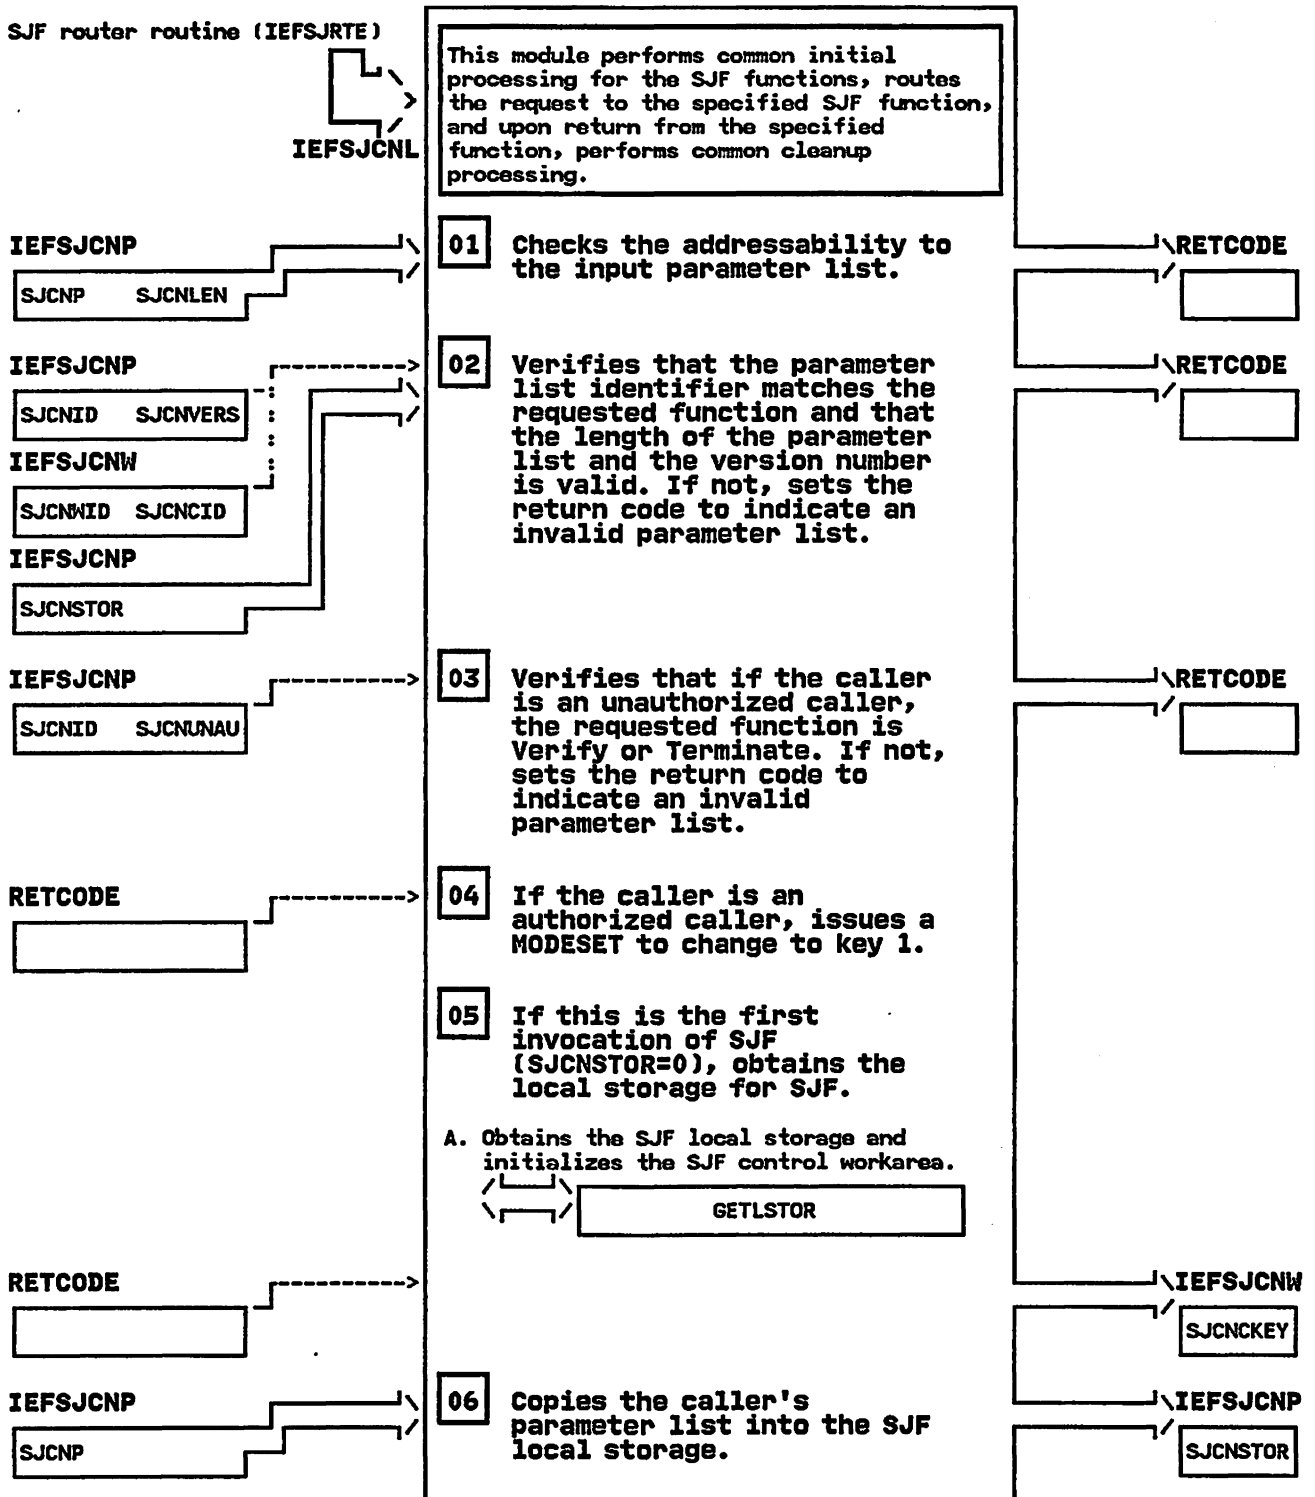 SJF router routine (IEFSJRTE)
IEFSJCNL
This module performs common initial
processing for the SJF functions, routes
the request to the specified SJF function,
and upon return from the specified
function, performs common cleanup
processing.
IEFSJCNP
SJCNP SJCNLEN
01 Checks the addressability to
the input parameter list.
RETCODE
IEFSJCNP
SJCNID SJCNVERS
IEFSJCNW
SJCNWID SJCNCID
IEFSJCNP
SJCNSTOR
02 Verifies that the parameter
list identifier matches the
requested function and that
the length of the parameter
list and the version number
is valid. If not, sets the
return code to indicate an
invalid parameter list.
RETCODE
IEFSJCNP
SJCNID SJCNUNAU
03 Verifies that if the caller
is an unauthorized caller,
the requested function is
Verify or Terminate. If not,
sets the return code to
indicate an invalid
parameter list.
RETCODE
RETCODE
04 If the caller is an
authorized caller, issues a
MODESET to change to key 1.
05 If this is the first
invocation of SJF
(SJCNSTOR=0), obtains the
local storage for SJF.
A. Obtains the SJF local storage and
initializes the SJF control workarea.
GETLSTOR
RETCODE
IEFSJCNW
SJCNCKEY
IEFSJCNP
SJCNP
06 Copies the caller's
parameter list into the SJF
local storage.
IEFSJCNP
SJCNSTOR